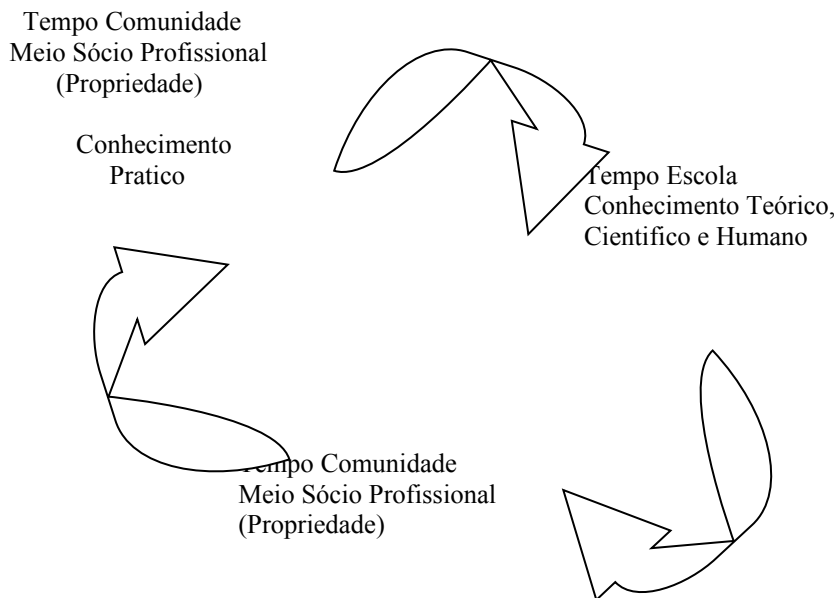 Tempo Comunidade
Meio Sócio Profissional
(Propriedade)
Conhecimento
Pratico
Tempo Escola
Conhecimento Teórico,
Cientifico e Humano
Tempo Comunidade
Meio Sócio Profissional
(Propriedade)